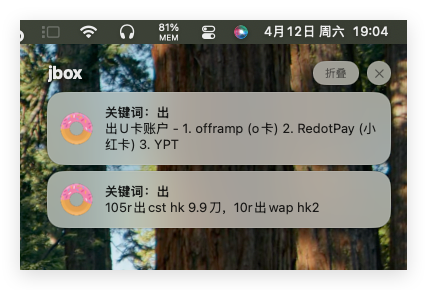 81%
MEM
4月12日 周六 19:04
jbox
折叠
关键词：出
出U卡账户 - 1. offramp (o卡) 2. RedotPay (小
红卡) 3. YPT
关键词：出
105r出cst hk 9.9刀，10r出wap hk2